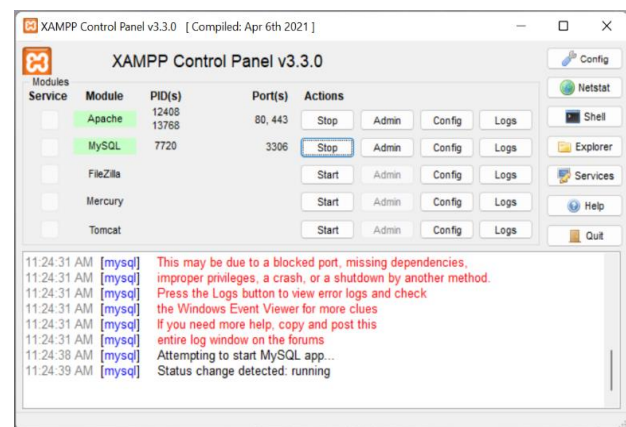 XAMPP Control Panel v3.3.0 [ Compiled: Apr 6th 2021 ]
XAMPP Control Panel v3.3.0
Config
Modules
Service Module PID(s) Port(s) Actions
Netstat
Apache 12408 13768 80, 443 Stop Admin Config Logs
Shell
MySQL 7720 3306 Stop Admin Config Logs
Explorer
FileZilla Start Admin Config Logs
Services
Mercury Start Admin Config Logs
Help
Tomcat Start Admin Config Logs
Quit
11:24:31 AM [mysql] This may be due to a blocked port, missing dependencies,
11:24:31 AM [mysql] improper privileges, a crash, or a shutdown by another method.
11:24:31 AM [mysql] Press the Logs button to view error logs and check
11:24:31 AM [mysql] the Windows Event Viewer for more clues
11:24:31 AM [mysql] If you need more help, copy and post this
11:24:31 AM [mysql] entire log window on the forums
11:24:38 AM [mysql] Attempting to start MySQL app...
11:24:39 AM [mysql] Status change detected: running